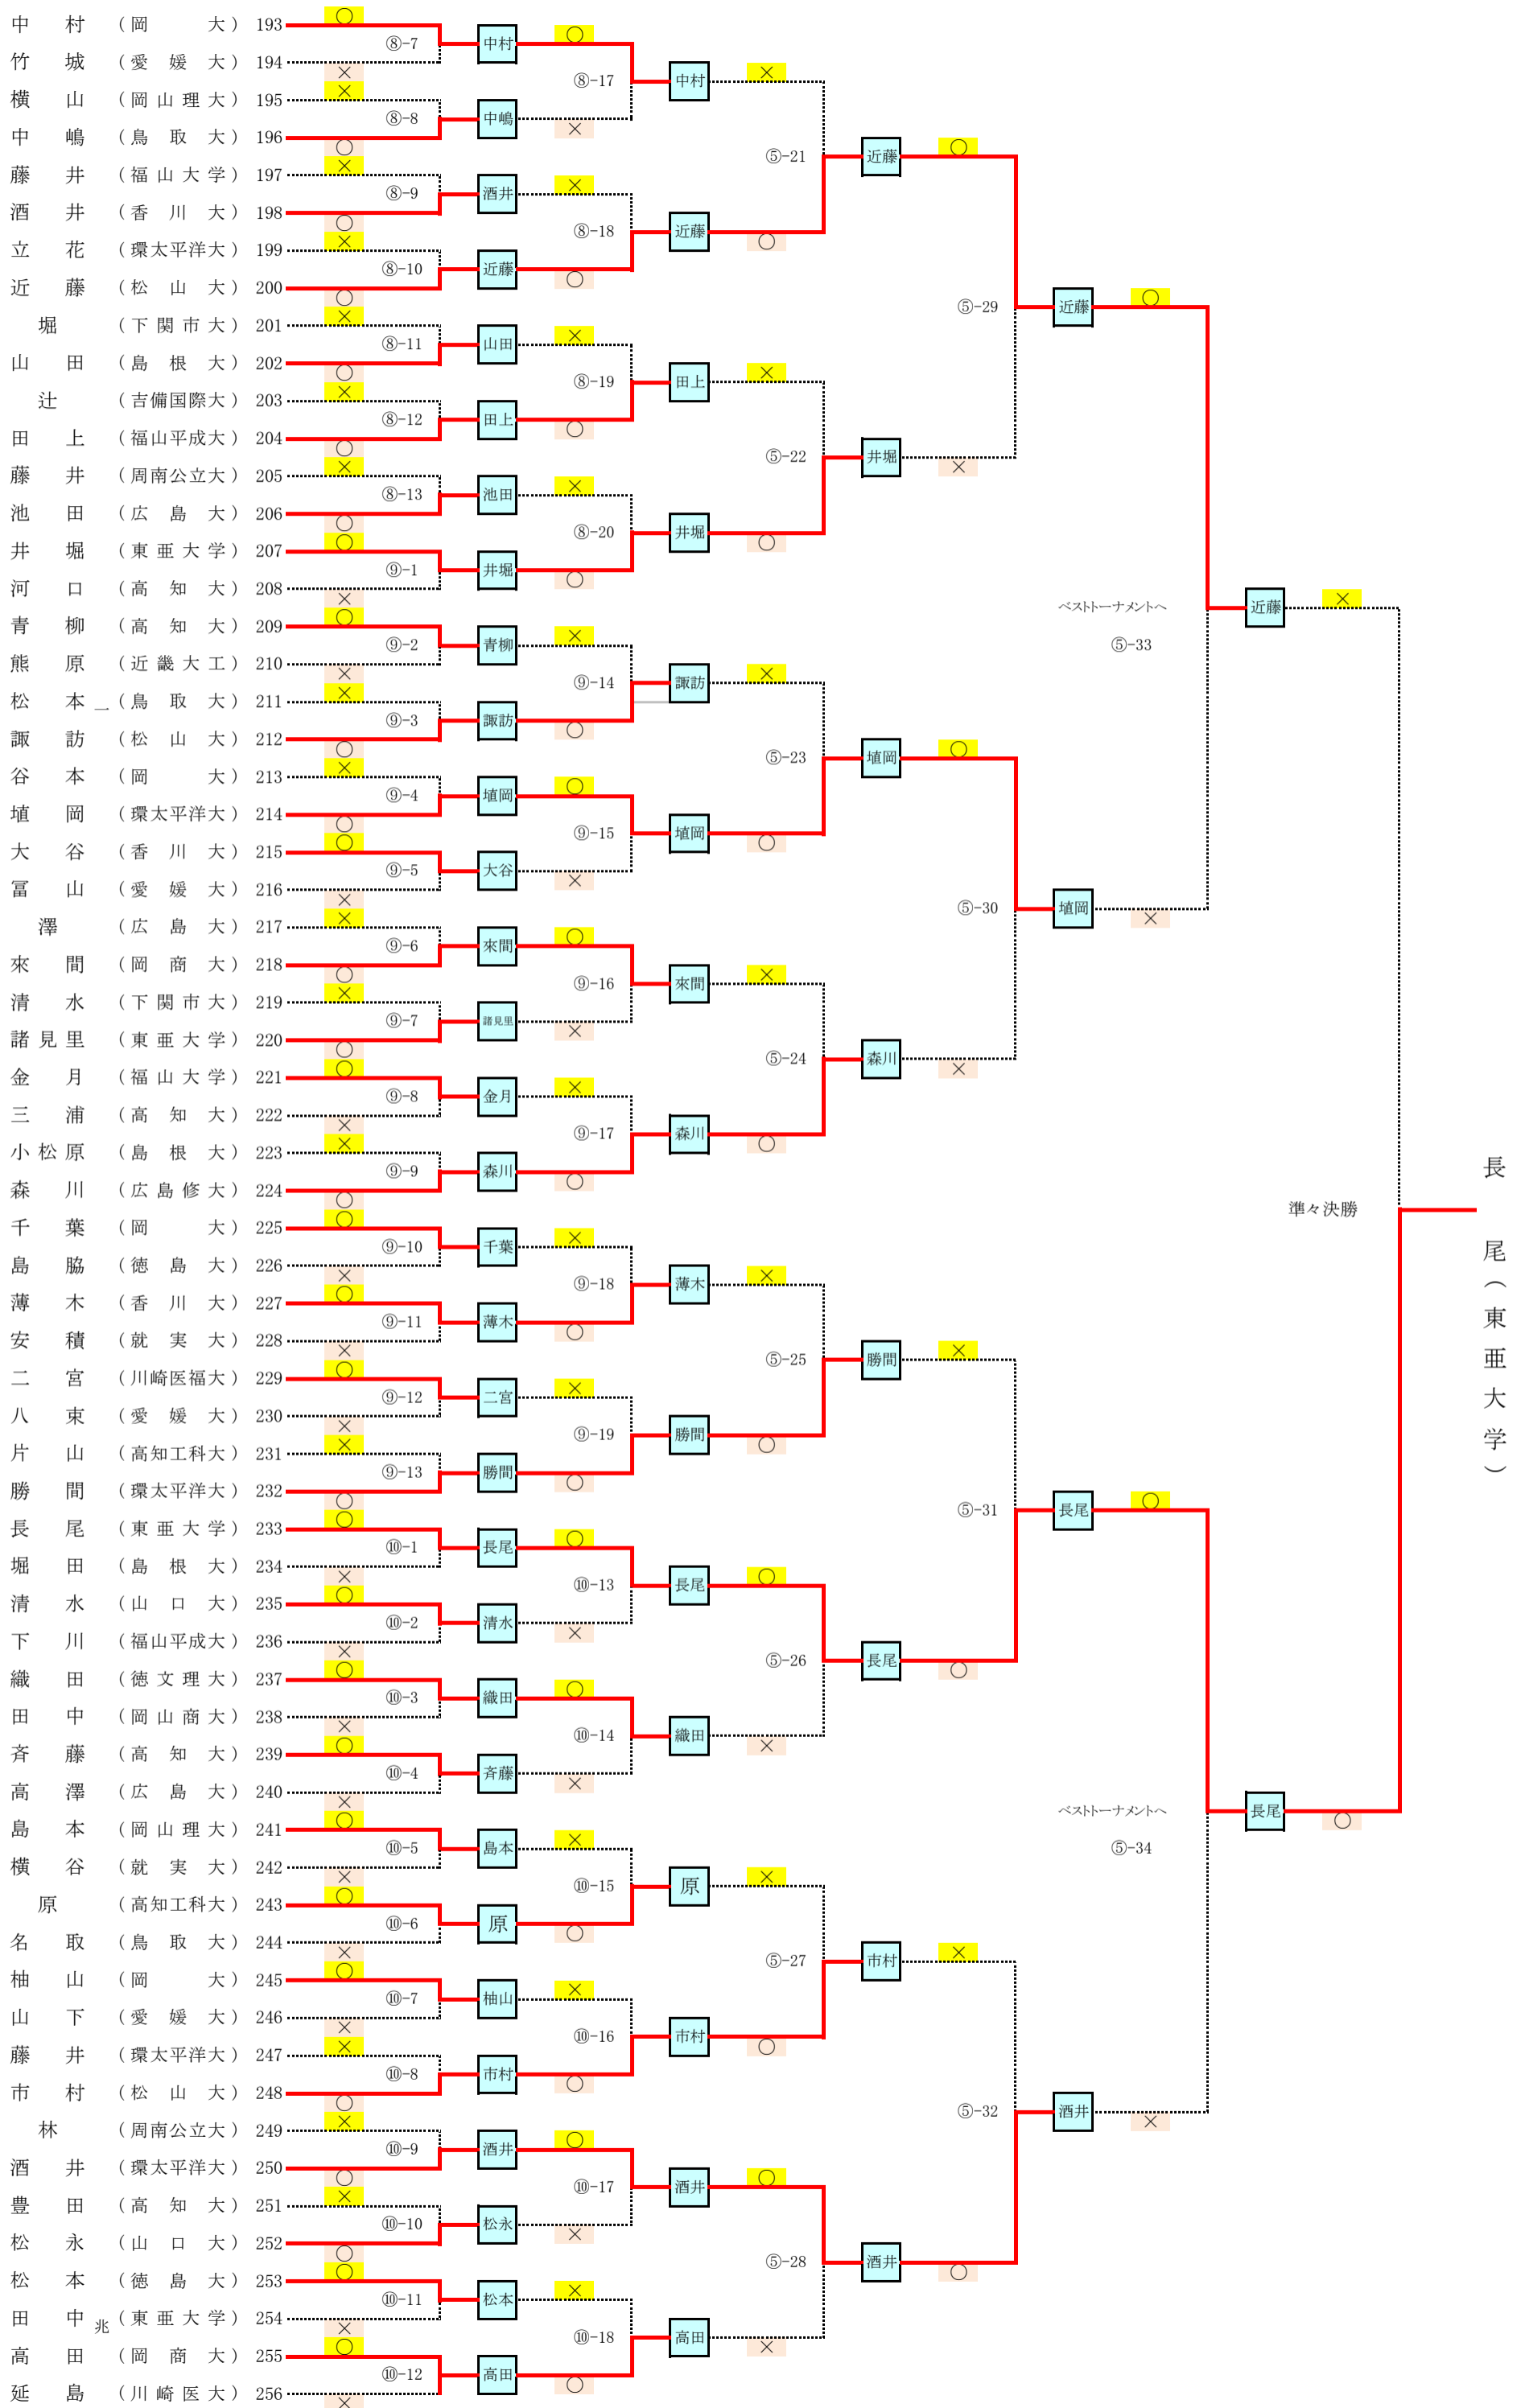 中村（岡大）193 ○
⑧-7 中村 ○
竹城（愛媛大）194 ×
⑧-17 中村 ×
横山（岡山理大）195 ×
⑧-8 中嶋 ×
中嶋（鳥取大）196 ○
⑤-21 近藤 ○
藤井（福山大学）197 ×
⑧-9 酒井 ×
酒井（香川大）198 ○
⑧-18 近藤 ○
立花（環太平洋大）199 ×
⑧-10 近藤 ○
近藤（松山大）200 ○
⑤-29 近藤 ○
堀（下関市大）201 ×
⑧-11 山田 ×
山田（島根大）202 ○
⑧-19 田上 ×
辻（吉備国際大）203 ×
⑧-12 田上 ○
田上（福山平成大）204 ○
⑤-22 井堀 ×
藤井（周南公立大）205 ×
⑧-13 池田 ×
池田（広島大）206 ○
⑧-20 井堀 ○
井堀（東亜大学）207 ○
⑨-1 井堀 ○
河口（高知大）208 ×
ベストトーナメントへ 近藤 ×
⑤-33
青柳（高知大）209 ○
⑨-2 青柳 ×
熊原（近畿大工）210 ×
⑨-14 諏訪 ×
松本一（鳥取大）211 ×
⑨-3 諏訪 ○
諏訪（松山大）212 ○
⑤-23 埴岡 ○
谷本（岡大）213 ×
⑨-4 埴岡 ○
埴岡（環太平洋大）214 ○
⑨-15 埴岡 ○
大谷（香川大）215 ○
⑨-5 大谷 ×
冨山（愛媛大）216 ×
⑤-30 埴岡 ×
澤（広島大）217 ×
⑨-6 來間 ○
來間（岡商大）218 ○
⑨-16 來間 ×
清水（下関市大）219 ×
⑨-7 諸見里 ×
諸見里（東亜大学）220 ○
⑤-24 森川 ×
金月（福山大学）221 ○
⑨-8 金月 ×
三浦（高知大）222 ×
⑨-17 森川 ○
小松原（島根大）223 ×
⑨-9 森川 ○
森川（広島修大）224 ○
準々決勝
長尾（東亜大学）
千葉（岡大）225 ○
⑨-10 千葉 ×
島脇（徳島大）226 ×
⑨-18 薄木 ×
薄木（香川大）227 ○
⑨-11 薄木 ○
安積（就実大）228 ×
⑤-25 勝間 ×
二宮（川崎医福大）229 ○
⑨-12 二宮 ×
八束（愛媛大）230 ×
⑨-19 勝間 ○
片山（高知工科大）231 ×
⑨-13 勝間 ○
勝間（環太平洋大）232 ○
⑤-31 長尾 ○
長尾（東亜大学）233 ○
⑩-1 長尾 ○
堀田（島根大）234 ×
⑩-13 長尾 ○
清水（山口大）235 ○
⑩-2 清水 ×
下川（福山平成大）236 ×
⑤-26 長尾 ○
織田（徳文理大）237 ○
⑩-3 織田 ○
田中（岡山商大）238 ×
⑩-14 織田 ×
斉藤（高知大）239 ○
⑩-4 斉藤 ×
高澤（広島大）240 ×
ベストトーナメントへ 長尾 ○
⑤-34
島本（岡山理大）241 ○
⑩-5 島本 ×
横谷（就実大）242 ×
⑩-15 原 ×
原（高知工科大）243 ○
⑩-6 原 ○
名取（鳥取大）244 ×
⑤-27 市村 ×
柚山（岡大）245 ○
⑩-7 柚山 ×
山下（愛媛大）246 ×
⑩-16 市村 ○
藤井（環太平洋大）247 ×
⑩-8 市村 ○
市村（松山大）248 ○
⑤-32 酒井 ×
林（周南公立大）249 ×
⑩-9 酒井 ○
酒井（環太平洋大）250 ○
⑩-17 酒井 ○
豊田（高知大）251 ×
⑩-10 松永 ×
松永（山口大）252 ○
⑤-28 酒井 ○
松本（徳島大）253 ○
⑩-11 松本 ×
田中兆（東亜大学）254 ×
⑩-18 高田 ×
高田（岡商大）255 ○
⑩-12 高田 ○
延島（川崎医大）256 ×